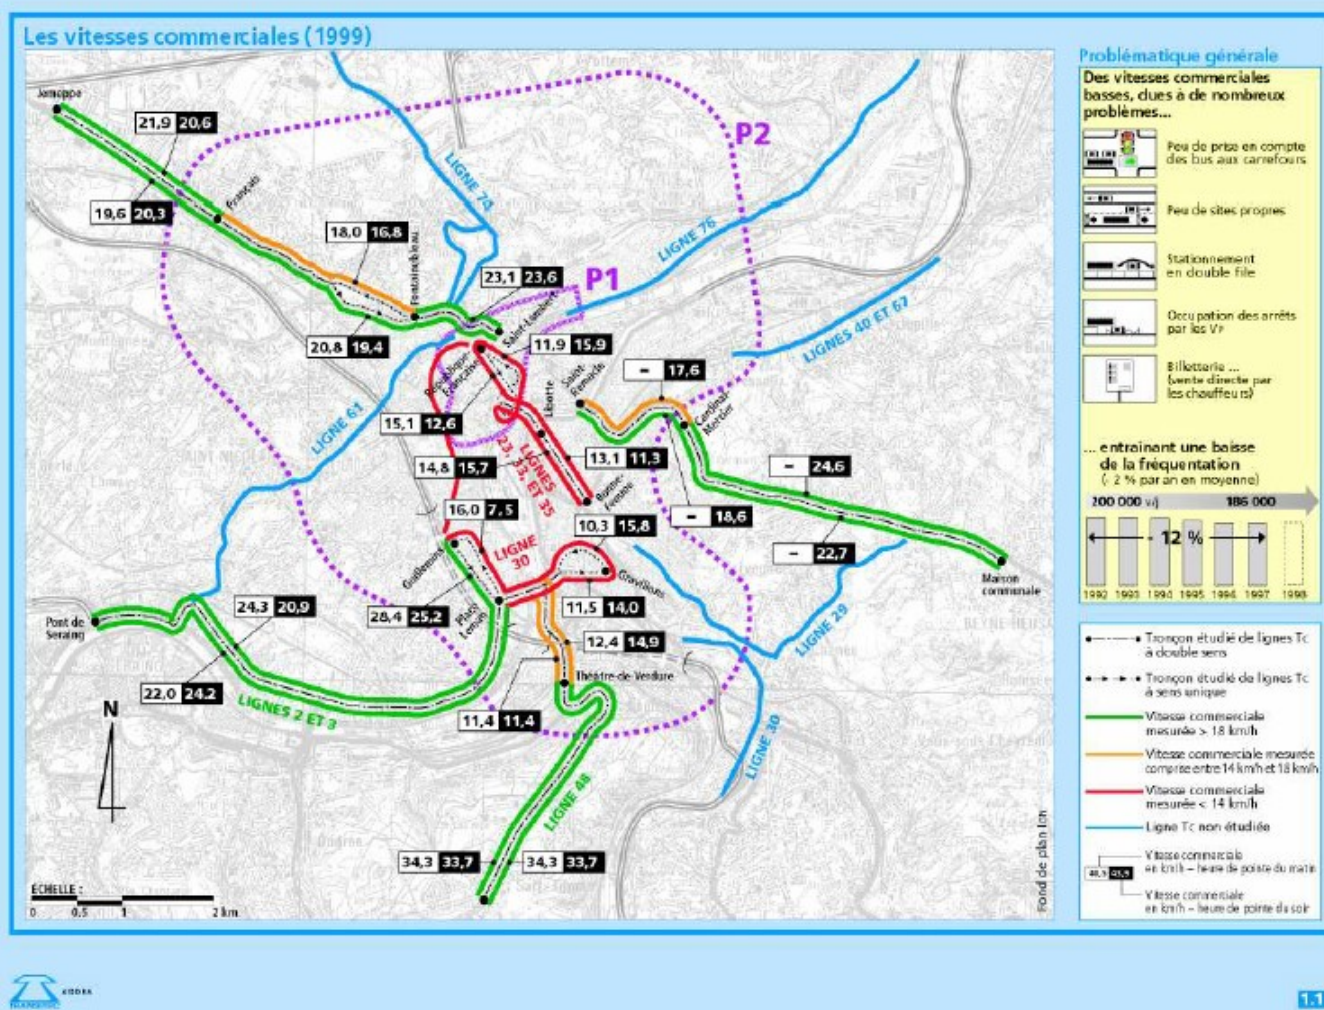 Les vitesses commerciales (1999)
Jemeppe
21,9 20,6
19,6 20,3
Français
18,0 16,8
Fontainebleau
20,8 19,4
23,1 23,6
Saint-Lambert
LIGNE 74
P2
LIGNE 76
P1
LIGNES 40 ET 67
11,9 15,9
République
Française
15,1 12,6
LIGNE 61
14,8 15,7
Libotte
Saint-
Remacle
– 17,6
Cardinal-
Mercier
13,1 11,3
LIGNES
23, 33, ET 35
Bonne-
Femme
– 24,6
– 18,6
– 22,7
Maison
communale
16,0 7,5
10,3 15,8
LIGNE
30
Guillemins
Gravillons
11,5 14,0
28,4 25,2
Place
Leman
24,3 20,9
Pont de
Seraing
22,0 24,2
LIGNES 2 ET 3
12,4 14,9
Théâtre-de-Verdure
11,4 11,4
LIGNE 29
LIGNE 30
LIGNE 48
34,3 33,7
34,3 33,7
N
ÉCHELLE :
0 0,5 1 2 km
Fond de plan Ign
Problématique générale
Des vitesses commerciales
basses, dues à de nombreux
problèmes...
Peu de prise en compte
des bus aux carrefours
Peu de sites propres
Stationnement
en double file
Occupation des arrêts
par les VP
Billetterie ...
(vente directe par
les chauffeurs)
... entraînant une baisse
de la fréquentation
(- 2 % par an en moyenne)
200 000 v/j 186 000
- 12 %
1992 1993 1994 1995 1996 1997 1998
Tronçon étudié de lignes Tc
à double sens
Tronçon étudié de lignes Tc
à sens unique
Vitesse commerciale
mesurée > 18 km/h
Vitesse commerciale mesurée
comprise entre 14 km/h et 18 km/h
Vitesse commerciale
mesurée < 14 km/h
Ligne Tc non étudiée
Vitesse commerciale
en km/h – heure de pointe du matin
Vitesse commerciale
en km/h – heure de pointe du soir
1.1